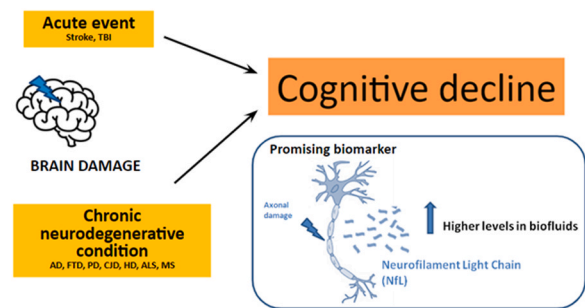 Acute event
Stroke, TBI
Cognitive decline
BRAIN DAMAGE
Chronic
neurodegenerative
condition
AD, FTD, PD, CJD, HD, ALS, MS
Promising biomarker
Axonal
damage
Higher levels in biofluids
Neurofilament Light Chain
(NfL)